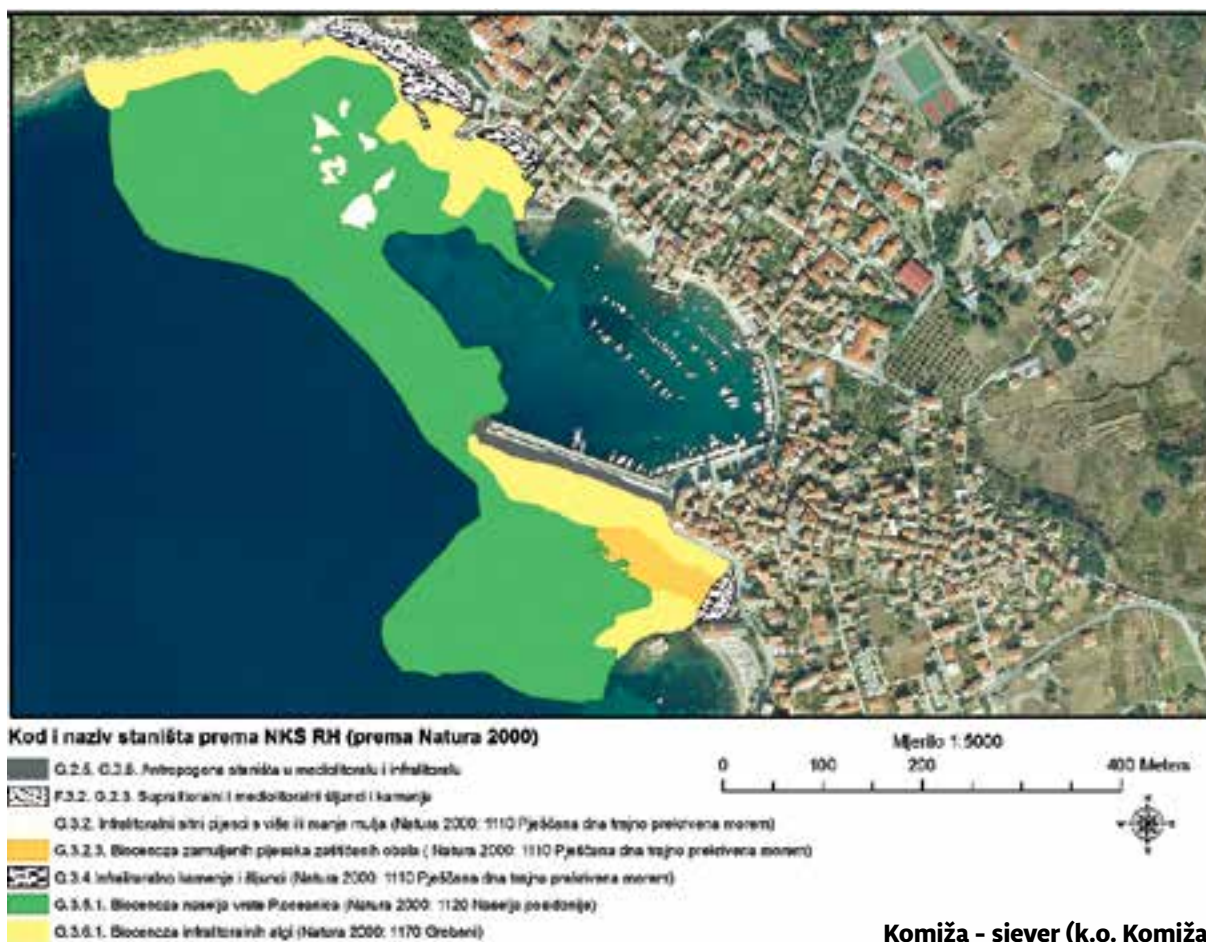 Kod i naziv staništa prema NKS RH (prema Natura 2000)
Mjerilo 1:5000
0 100 200 400 Meters
G.2.5. G.3.8. Antropogena staništa u mediolitoralu i infralitoralu
F.3.2. G.2.3. Supralitoralni i mediolitoralni šljunci i kamenje
G.3.2. Infralitoralni sitni pijesci s više ili manje mulja (Natura 2000: 1110 Pješčana dna trajno prekrivena morem)
G.3.2.3. Biocenoza zamuljenih pijesaka zaštićenih obala ( Natura 2000: 1110 Pješčana dna trajno prekrivena morem)
G.3.4. Infralitoralno kamenje i šljunci (Natura 2000: 1110 Pješčana dna trajno prekrivena morem)
G.3.5.1. Biocenoza naselja vrste P.oceanica (Natura 2000: 1120 Naselja posidonije)
G.3.6.1. Biocenoza infralitoralnih algi (Natura 2000: 1170 Grebeni)
Komiža - sjever (k.o. Komiža